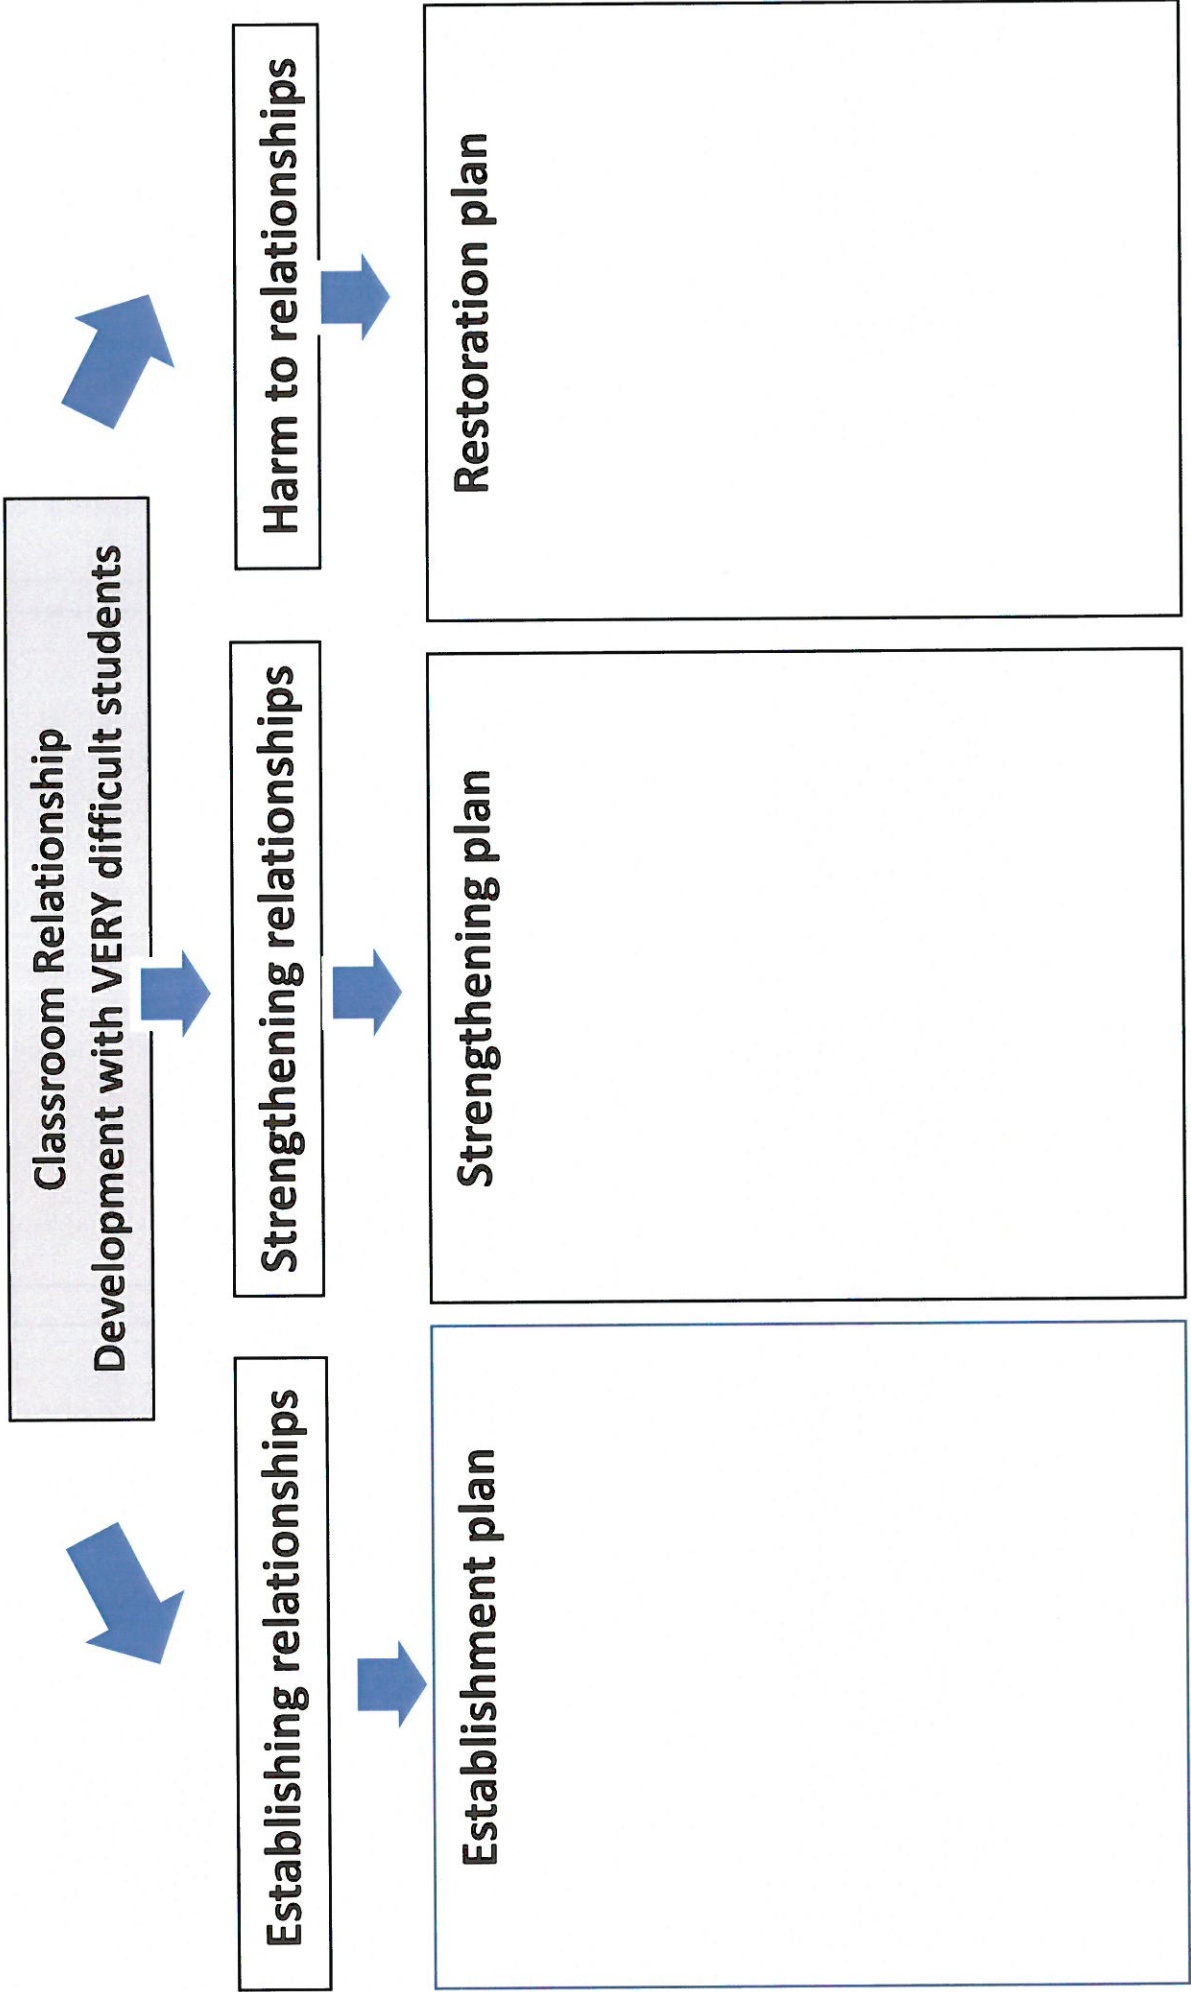 Classroom Relationship
Development with VERY difficult students
Establishing relationships
Strengthening relationships
Harm to relationships
Establishment plan
Strengthening plan
Restoration plan